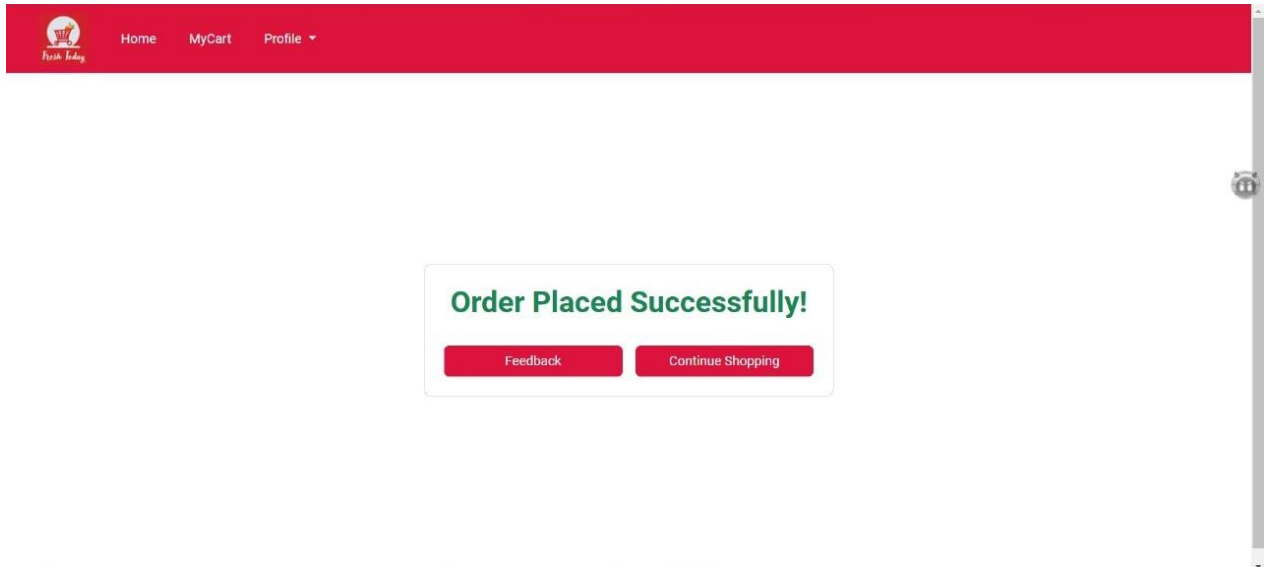 Fresh Today
Home MyCart Profile
Order Placed Successfully!
Feedback Continue Shopping